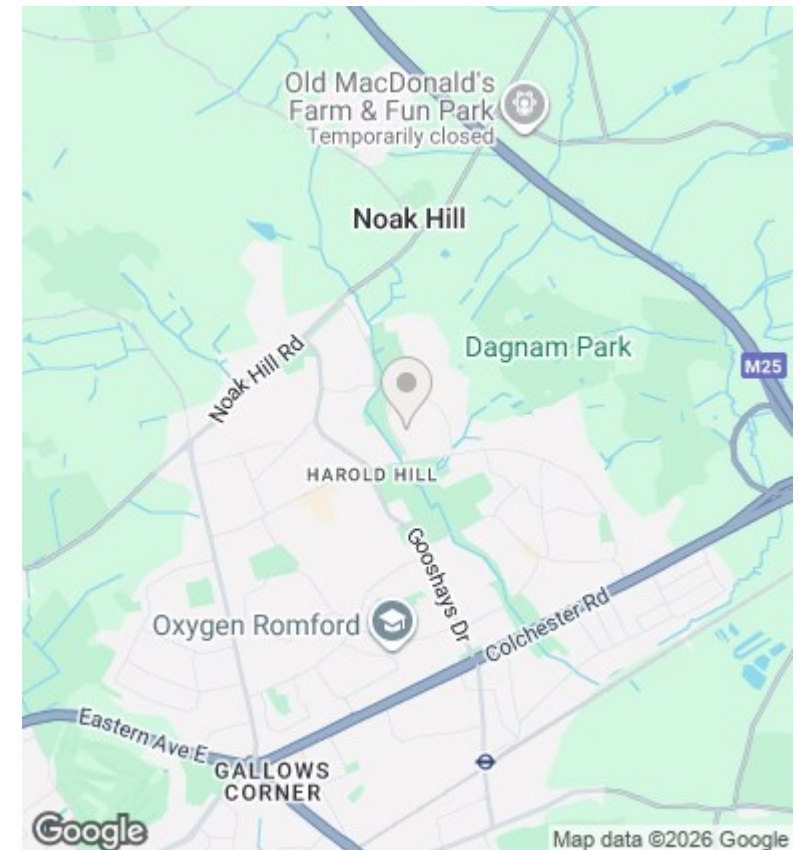 Old MacDonald's
Farm & Fun Park
Temporarily closed
Noak Hill
Dagnam Park
M25
Noak Hill Rd
HAROLD HILL
Gooshays Dr
Oxygen Romford
Colchester Rd
Eastern Ave E
GALLOWS
CORNER
Google
Map data ©2026 Google